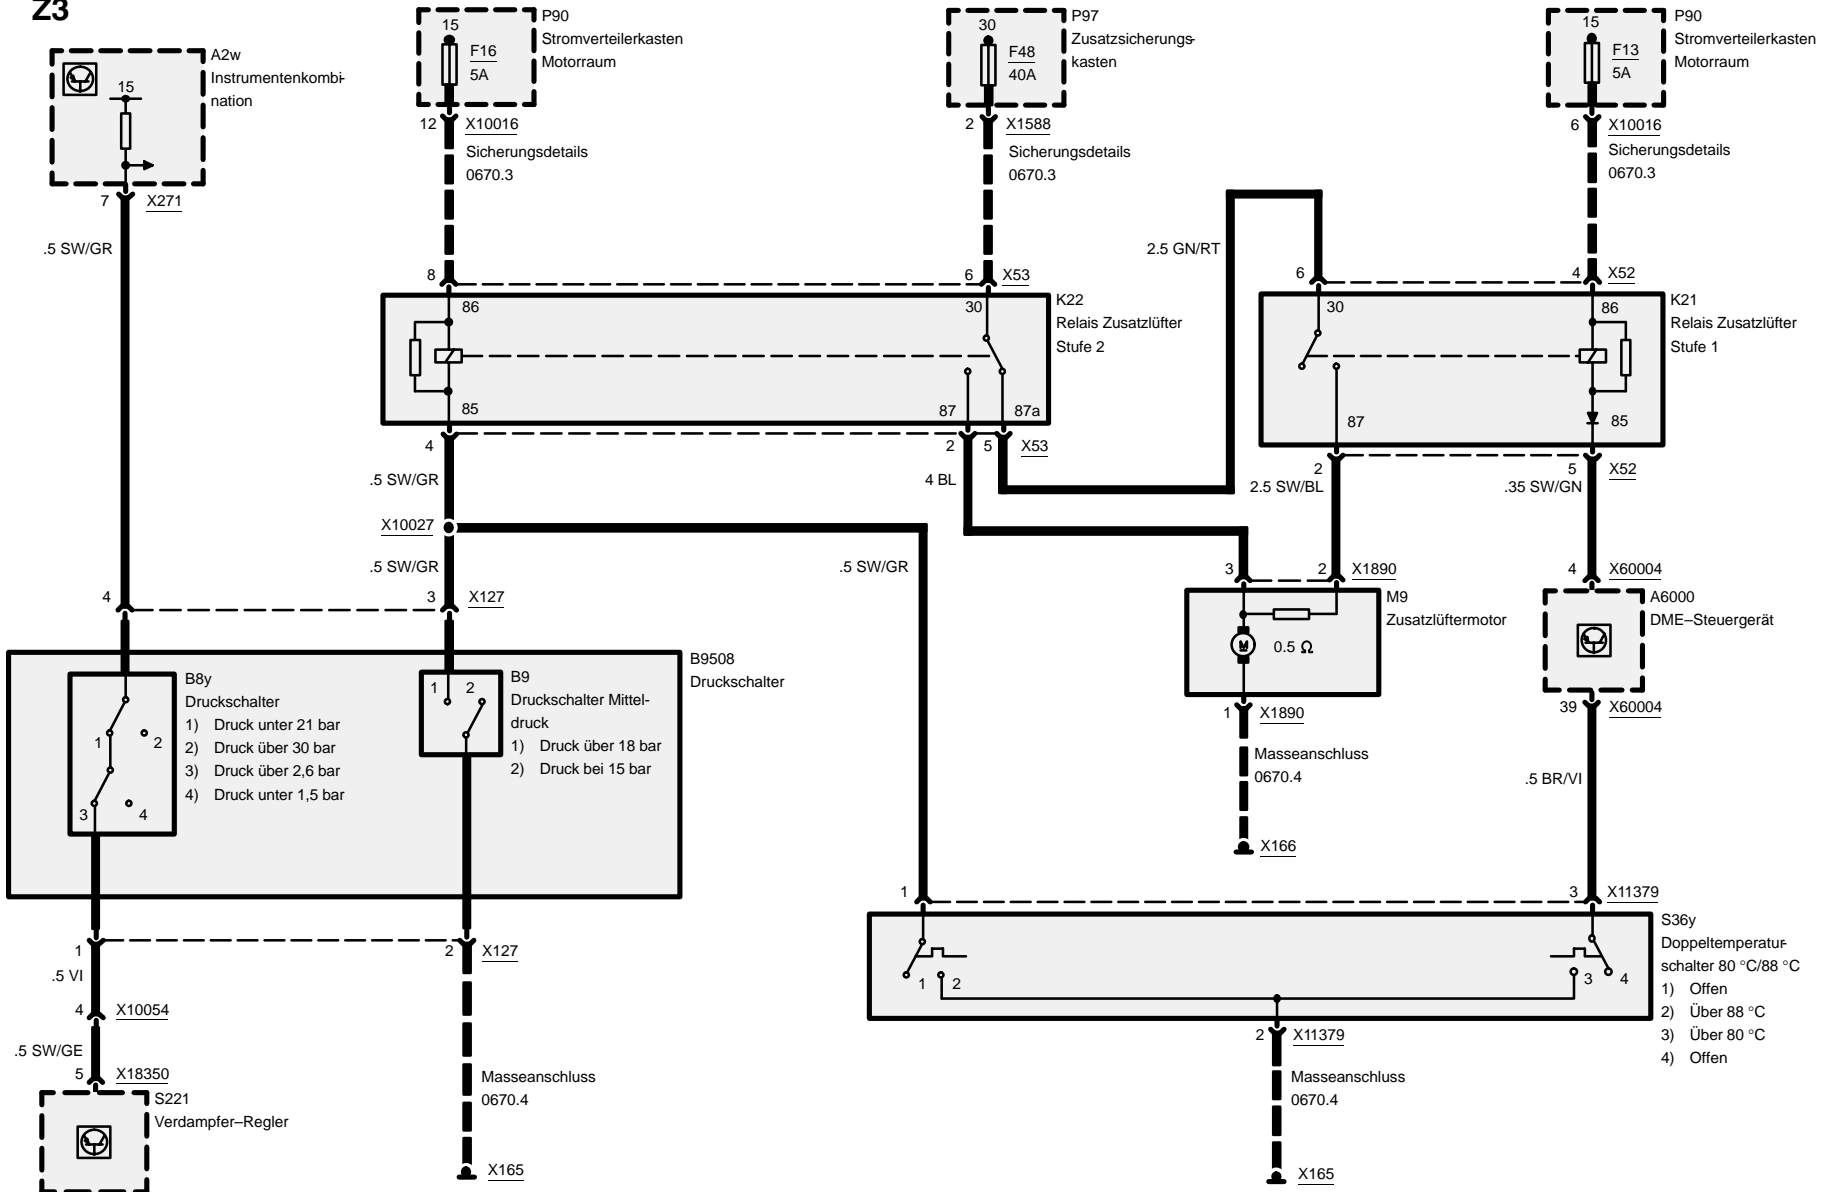 Z3
A2w
Instrumentenkombi-
nation
15
7
X271
.5 SW/GR
15
F16
5A
P90
Stromverteilerkasten
Motorraum
12
X10016
Sicherungsdetails
0670.3
30
F48
40A
P97
Zusatzsicherungs-
kasten
2
X1588
Sicherungsdetails
0670.3
15
F13
5A
P90
Stromverteilerkasten
Motorraum
6
X10016
Sicherungsdetails
0670.3
2.5 GN/RT
8
6
X53
86
30
K22
Relais Zusatzlüfter
Stufe 2
85
87
87a
4
2
5
X53
6
4
X52
30
86
K21
Relais Zusatzlüfter
Stufe 1
87
85
2
5
X52
.5 SW/GR
4 BL
2.5 SW/BL
.35 SW/GN
X10027
.5 SW/GR
.5 SW/GR
4
3
X127
3
2
X1890
M9
Zusatzlüftermotor
M
0.5 Ω
1
X1890
Masseanschluss
0670.4
X166
4
X60004
A6000
DME–Steuergerät
39
X60004
.5 BR/VI
B9508
Druckschalter
B8y
Druckschalter
1) Druck unter 21 bar
2) Druck über 30 bar
3) Druck über 2,6 bar
4) Druck unter 1,5 bar
1
2
3
4
1
2
B9
Druckschalter Mittel-
druck
1) Druck über 18 bar
2) Druck bei 15 bar
1
2
X127
.5 VI
4
X10054
.5 SW/GE
5
X18350
S221
Verdampfer–Regler
Masseanschluss
0670.4
X165
1
3
X11379
S36y
Doppeltemperatur-
schalter 80 °C/88 °C
1) Offen
2) Über 88 °C
3) Über 80 °C
4) Offen
1
2
3
4
2
X11379
Masseanschluss
0670.4
X165